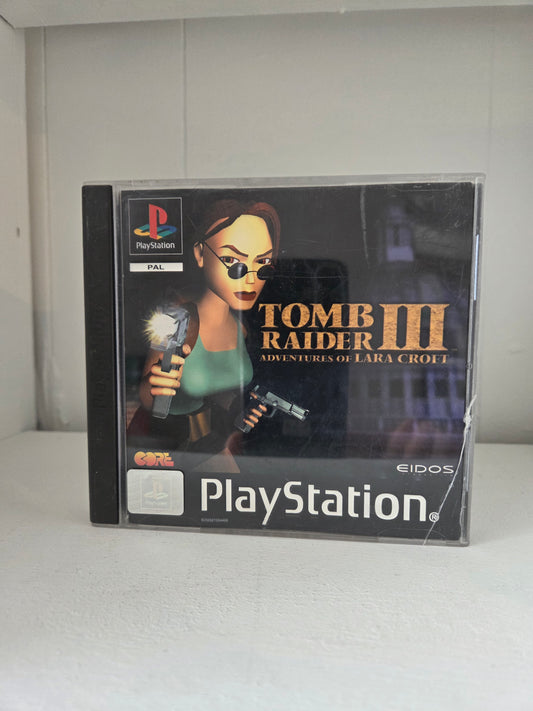 PlayStation
PAL
TOMB
RAIDER III
ADVENTURES OF LARA CROFT
CORE
EIDOS
PlayStation®